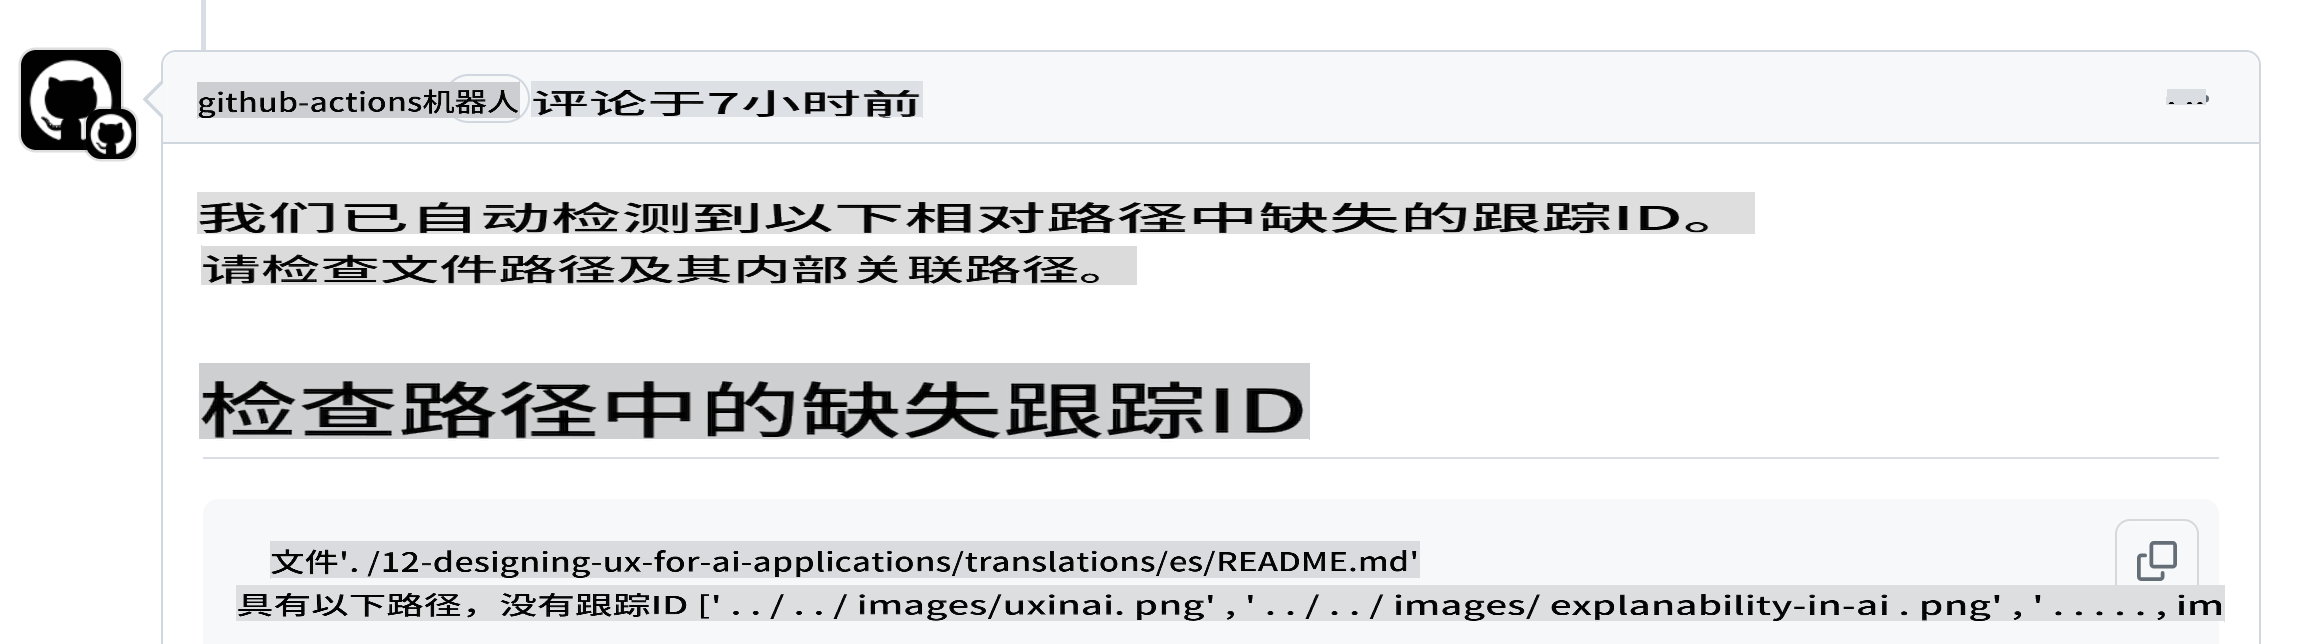 github-actions机器人 评论于7小时前
我们已自动检测到以下相对路径中缺失的跟踪ID。
请检查文件路径及其内部关联路径。
检查路径中的缺失跟踪ID
文件'./12-designing-ux-for-ai-applications/translations/es/README.md'
具有以下路径，没有跟踪ID ['../../images/uxinai.png','../../images/explanability-in-ai.png','......, im